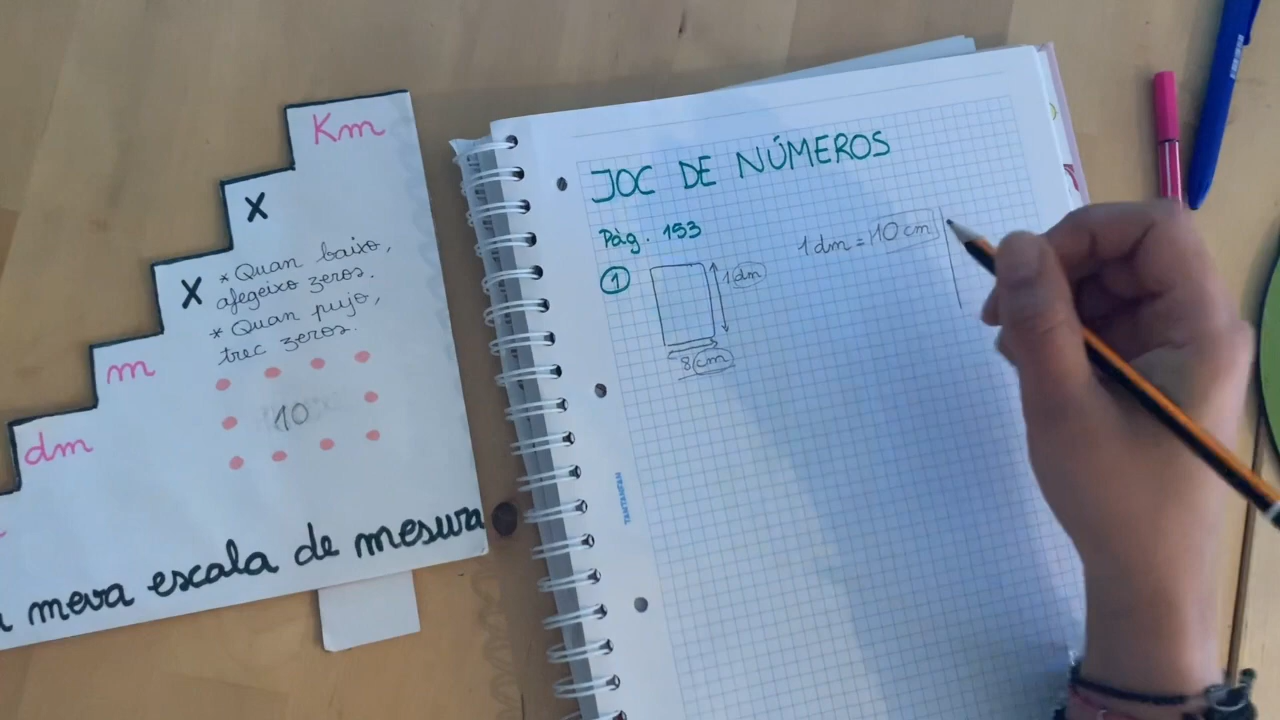 Km
X
X
* Quan baixo,
afegeixo zeros.
* Quan pujo,
trec zeros.
m
10
dm
meva escala de mesura
JOC DE NÚMEROS
Pàg. 153
1
1 dm
8 cm
1 dm = 10 cm
TANTANFAN